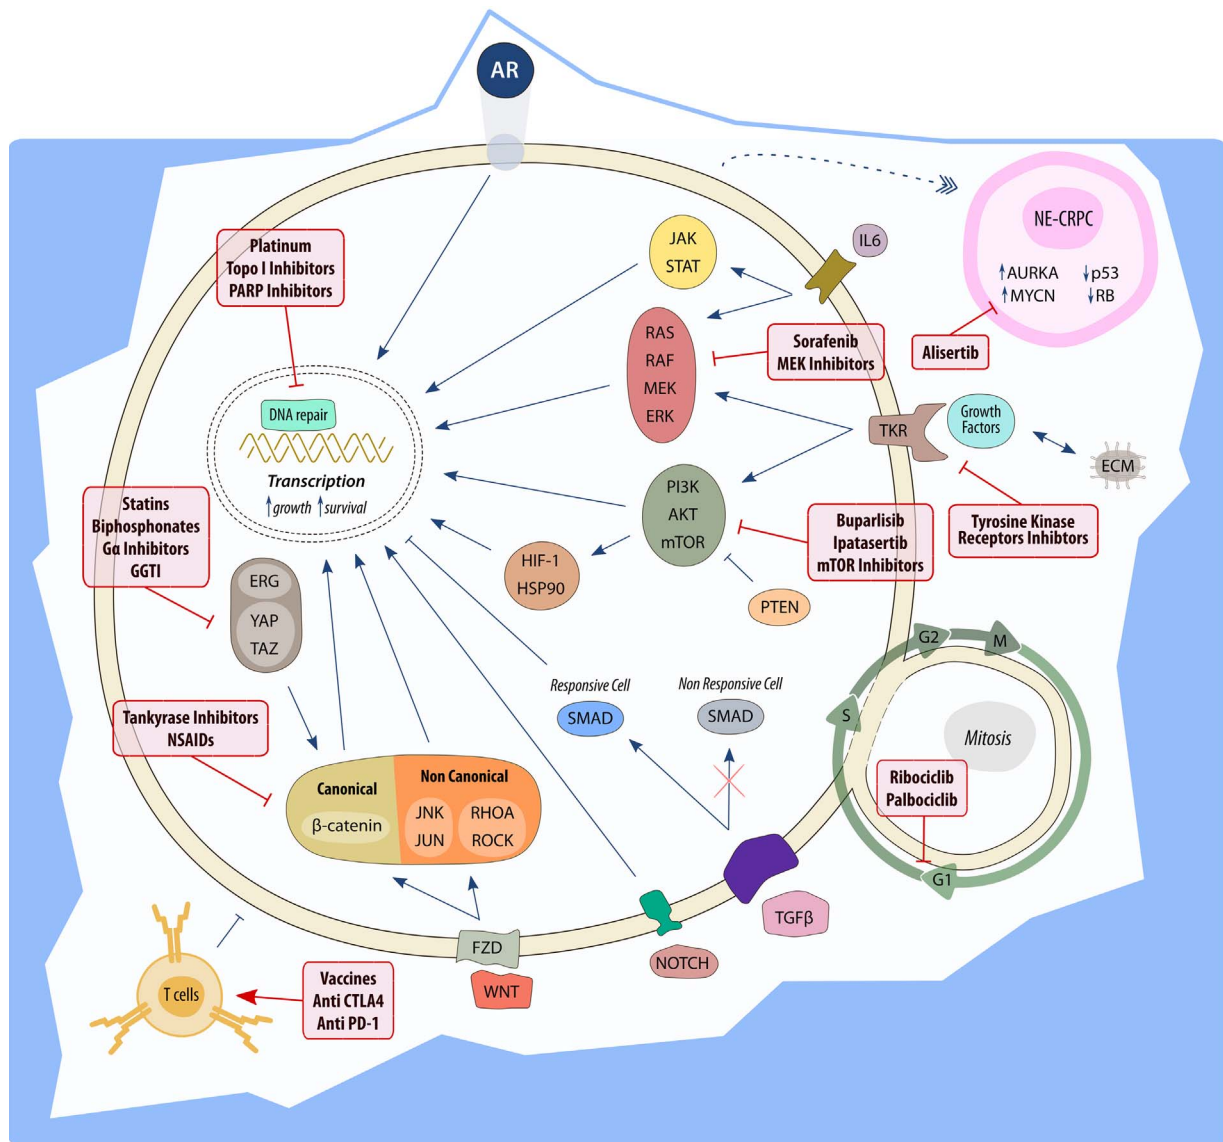 AR
JAK
STAT
IL6
NE-CRPC
↑AURKA ↓p53
↑MYCN ↓RB
Platinum
Topo I Inhibitors
PARP Inhibitors
RAS
RAF
MEK
ERK
Sorafenib
MEK Inhibitors
Alisertib
DNA repair
Transcription
↑growth ↑survival
TKR
Growth
Factors
ECM
Statins
Biphosphonates
Gα Inhibitors
GGTI
PI3K
AKT
mTOR
Buparlisib
Ipatasertib
mTOR Inhibitors
Tyrosine Kinase
Receptors Inhibtors
HIF-1
HSP90
PTEN
ERG
YAP
TAZ
G2
M
S
G1
Mitosis
Ribociclib
Palbociclib
Responsive Cell
SMAD
Non Responsive Cell
SMAD
Tankyrase Inhibitors
NSAIDs
Canonical
β-catenin
Non Canonical
JNK
JUN
RHOA
ROCK
TGFβ
NOTCH
FZD
WNT
T cells
Vaccines
Anti CTLA4
Anti PD-1